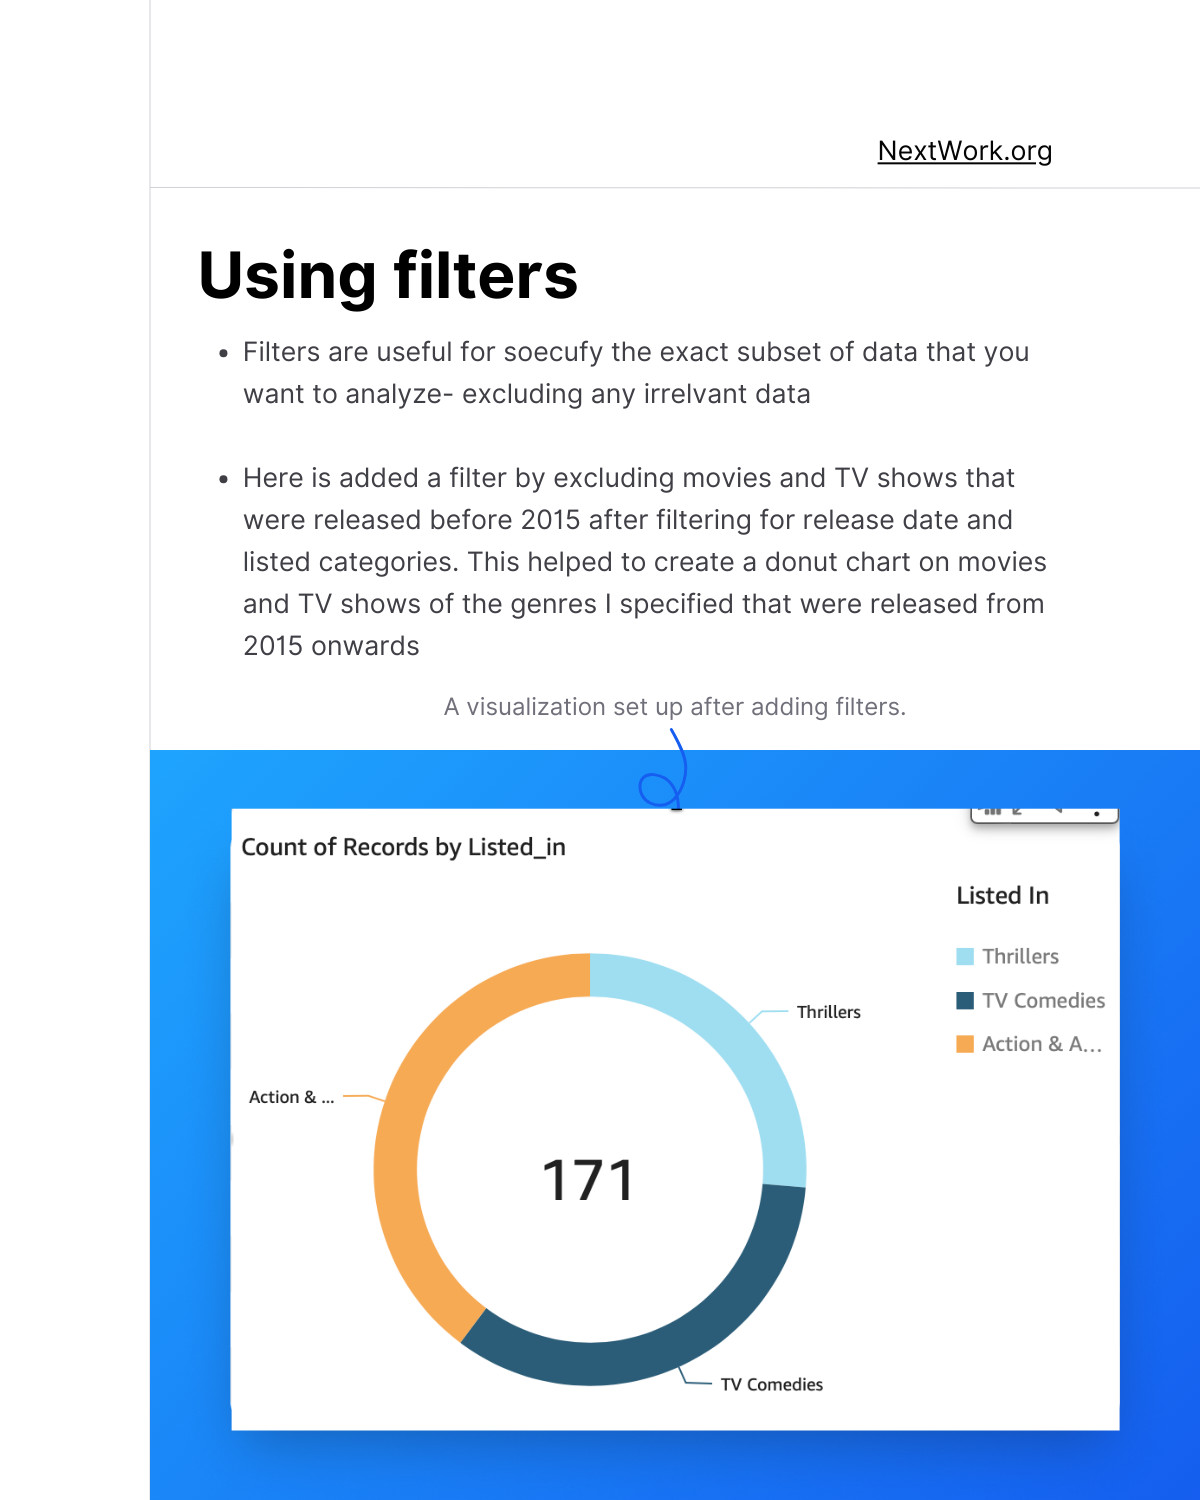 NextWork.org
Using filters
• Filters are useful for soecufy the exact subset of data that you
want to analyze- excluding any irrelvant data
• Here is added a filter by excluding movies and TV shows that
were released before 2015 after filtering for release date and
listed categories. This helped to create a donut chart on movies
and TV shows of the genres I specified that were released from
2015 onwards
A visualization set up after adding filters.
Count of Records by Listed_in
Listed In
Thrillers
TV Comedies
Action & A...
Thrillers
Action & ...
171
TV Comedies